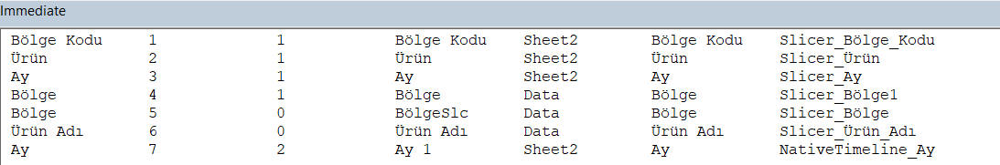 Immediate
Bölge Kodu 1 1 Bölge Kodu Sheet2 Bölge Kodu Slicer_Bölge_Kodu
Ürün 2 1 Ürün Sheet2 Ürün Slicer_Ürün
Ay 3 1 Ay Sheet2 Ay Slicer_Ay
Bölge 4 1 Bölge Data Bölge Slicer_Bölge1
Bölge 5 0 BölgeSlc Data Bölge Slicer_Bölge
Ürün Adı 6 0 Ürün Adı Data Ürün Adı Slicer_Ürün_Adı
Ay 7 2 Ay 1 Sheet2 Ay NativeTimeline_Ay